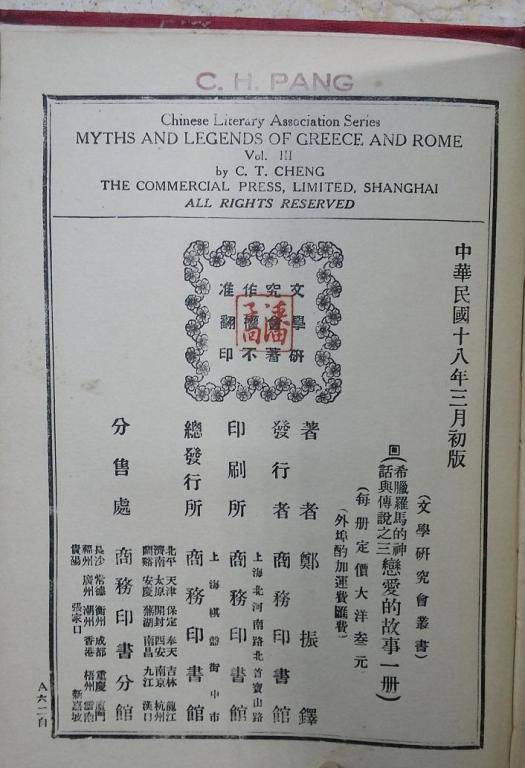 C. H. PANG
Chinese Literary Association Series
MYTHS AND LEGENDS OF GREECE AND ROME
Vol. III
by C. T. CHENG
THE COMMERCIAL PRESS, LIMITED, SHANGHAI
ALL RIGHTS RESERVED
中華民國十八年三月初版
(文學研究會叢書)
希臘羅馬的神
話與傳說之三
戀愛的故事一册)
(每册定價大洋叁元
(外埠酌加運費匯費)
文學研
究會著
作權不
准翻印
著者 鄭振鐸
發行者 商務印書館
上海北河南路北首寶山路
印刷所 商務印書館
上海棋盤街中市
總發行所 商務印書館
北平 天津 保定 奉天 吉林 龍江
濟南 太原 開封 西安 南京 杭州
蘭谿 安慶 蕪湖 南昌 九江 漢口
分售處 商務印書分館
長沙 常德 衡州 成都 重慶 廈門
福州 廣州 潮州 香港 梧州 雲南
貴陽 張家口 新嘉坡